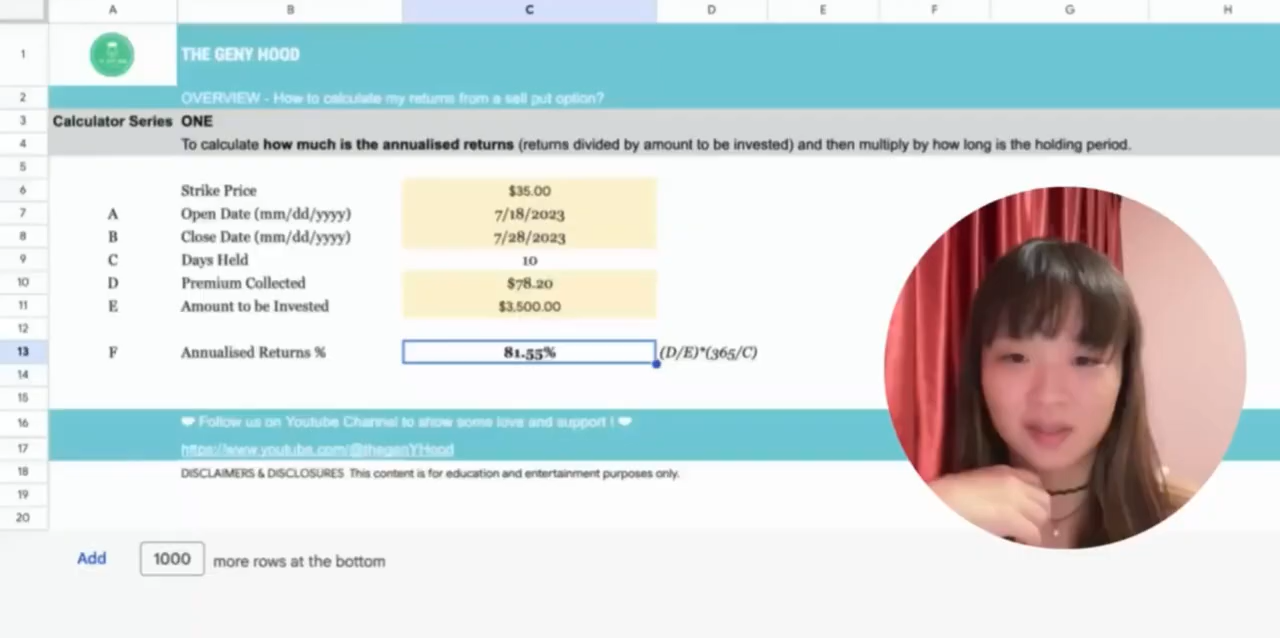 A B C D E F G H
1 THE GENY HOOD
2 OVERVIEW - How to calculate my returns from a sell put option?
3 Calculator Series ONE
4 To calculate how much is the annualised returns (returns divided by amount to be invested) and then multiply by how long is the holding period.
5
6 Strike Price $35.00
7 A Open Date (mm/dd/yyyy) 7/18/2023
8 B Close Date (mm/dd/yyyy) 7/28/2023
9 C Days Held 10
10 D Premium Collected $78.20
11 E Amount to be Invested $3,500.00
12
13 F Annualised Returns % 81.55% (D/E)*(365/C)
14
15
16 Follow us on Youtube Channel to show some love and support !
17 https://www.youtube.com/@thegenYHood
18 DISCLAIMERS & DISCLOSURES This content is for education and entertainment purposes only.
19
20
Add 1000 more rows at the bottom